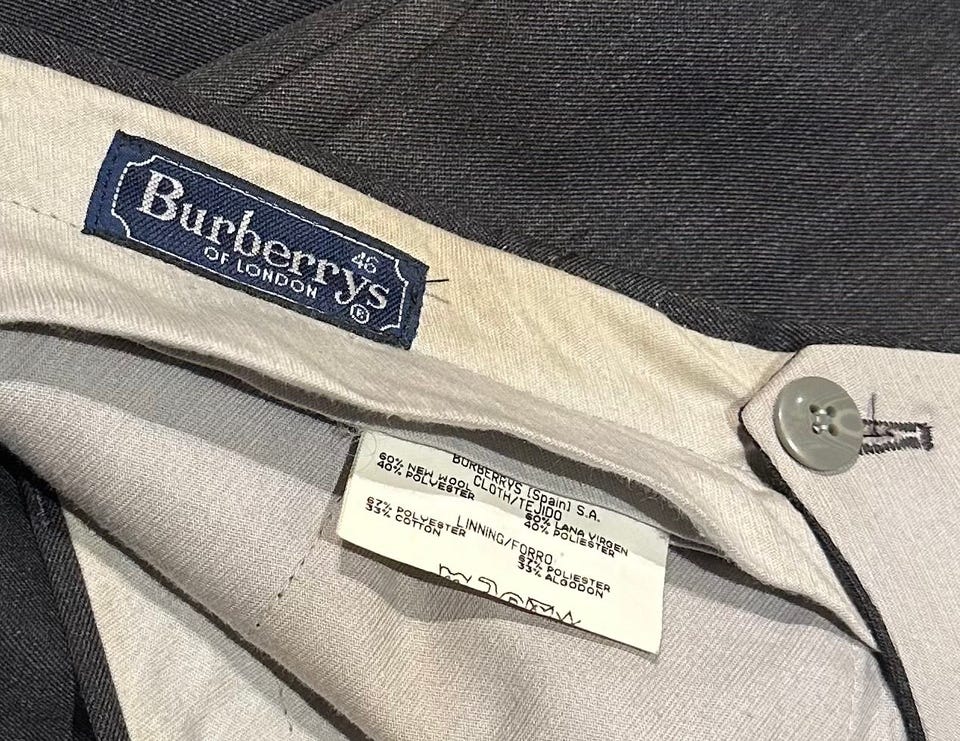 Burberrys
46
OF LONDON ®
BURBERRYS (Spain) S.A.
CLOTH/TEJIDO
60% NEW WOOL
40% POLYESTER
60% LANA VIRGEN
40% POLIESTER
LINNING/FORRO
67% POLYESTER
33% COTTON
67% POLIESTER
33% ALGODON